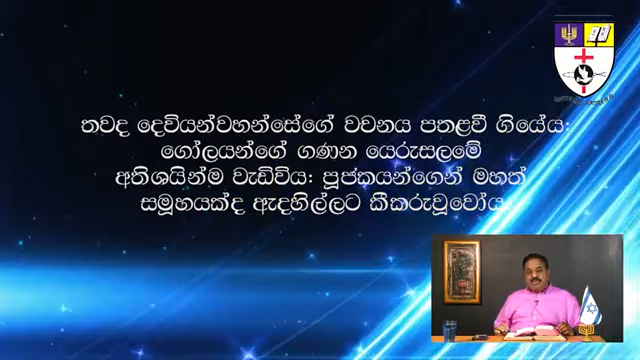 තවද දෙවියන්වහන්සේගේ වචනය පතළවී ගියේය:
ගෝලයන්ගේ ගණන යෙරුසලමේ
අතිශයින්ම වැඩිවිය: පූජකයන්ගෙන් මහත්
සමූහයක්ද ඇදහිල්ලට කීකරුවූවෝය.